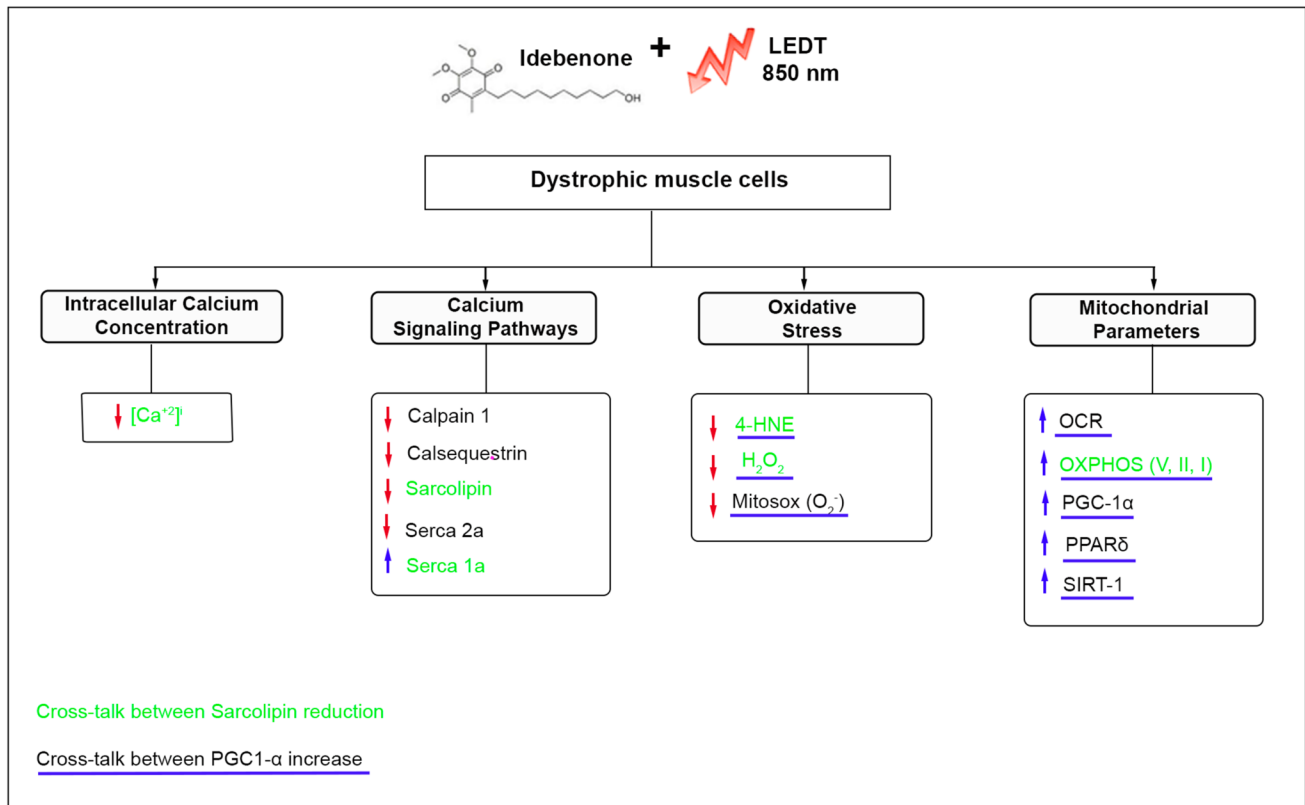 Idebenone + LEDT
850 nm
O
O
O
O
OH
Dystrophic muscle cells
Intracellular Calcium
Concentration
[Ca⁺²]ⁱ
Calcium
Signaling Pathways
Calpain 1
Calsequestrin
Sarcolipin
Serca 2a
Serca 1a
Oxidative
Stress
4-HNE
H₂O₂
Mitosox (O₂⁻)
Mitochondrial
Parameters
OCR
OXPHOS (V, II, I)
PGC-1α
PPARδ
SIRT-1
Cross-talk between Sarcolipin reduction
Cross-talk between PGC1-α increase